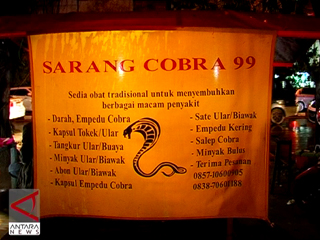 SARANG COBRA 99
Sedia obat tradisional untuk menyembuhkan
berbagai macam penyakit
- Darah, Empedu Cobra
- Kapsul Tokek/Ular
- Tangkur Ular/Buaya
- Minyak Ular/Biawak
- Abon Ular/Biawak
- Kapsul Empedu Cobra
- Sate Ular/Biawak
- Empedu Kering
- Salep Cobra
- Minyak Bulus
- Terima Pesanan
0857-10600905
0838-70601188
ANTARA
NEWS